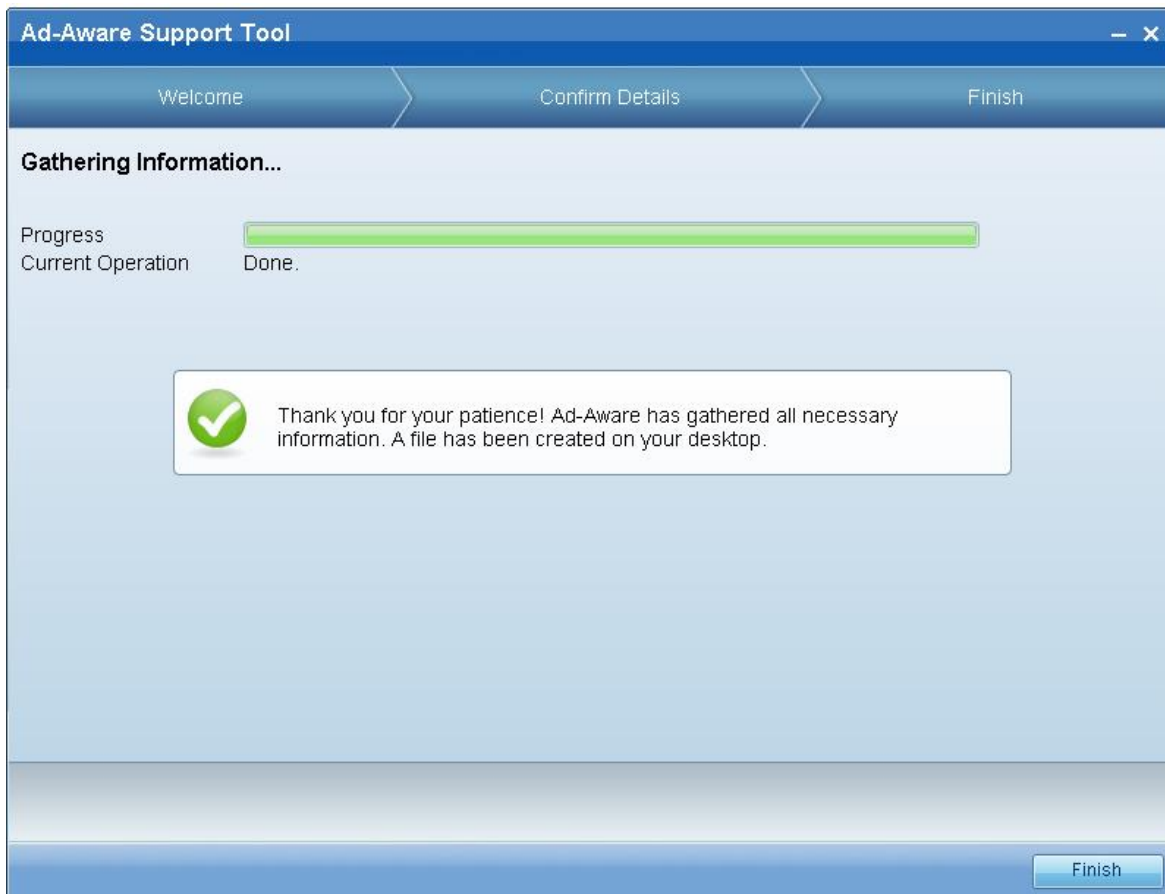 Ad-Aware Support Tool
Welcome
Confirm Details
Finish
Gathering Information...
Progress
Current Operation Done.
Thank you for your patience! Ad-Aware has gathered all necessary
information. A file has been created on your desktop.
Finish